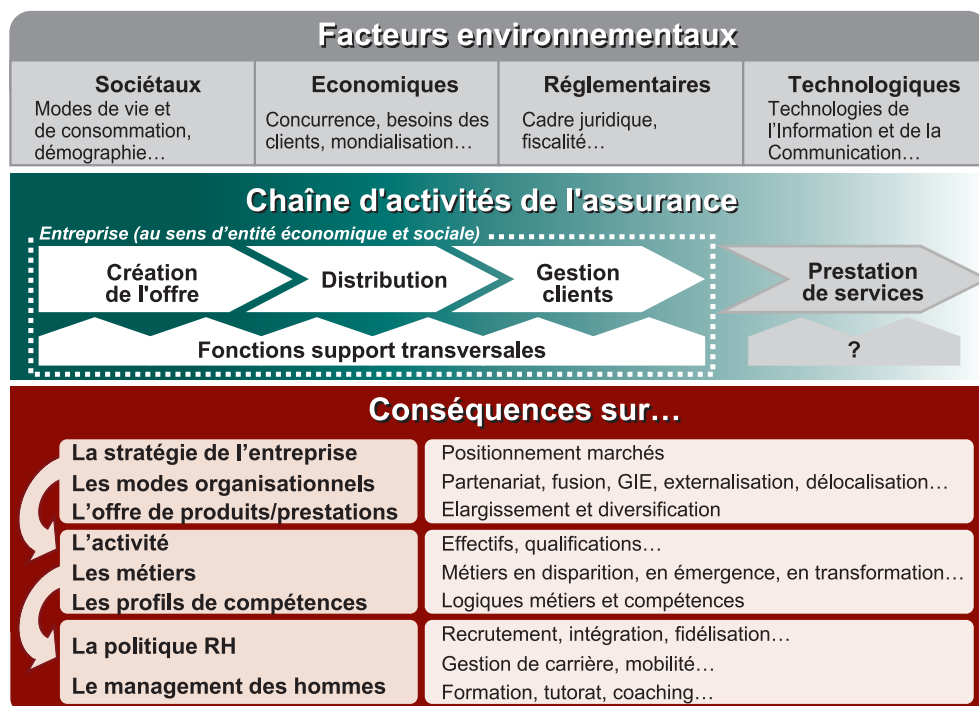 Facteurs environnementaux
Sociétaux
Modes de vie et
de consommation,
démographie…
Economiques
Concurrence, besoins des
clients, mondialisation…
Réglementaires
Cadre juridique,
fiscalité…
Technologiques
Technologies de
l'Information et de la
Communication…
Chaîne d'activités de l'assurance
Entreprise (au sens d'entité économique et sociale)
Création
de l'offre
Distribution
Gestion
clients
Prestation
de services
Fonctions support transversales
?
Conséquences sur…
La stratégie de l'entreprise
Positionnement marchés
Les modes organisationnels
Partenariat, fusion, GIE, externalisation, délocalisation…
L'offre de produits/prestations
Elargissement et diversification
L'activité
Effectifs, qualifications…
Les métiers
Métiers en disparition, en émergence, en transformation…
Les profils de compétences
Logiques métiers et compétences
La politique RH
Recrutement, intégration, fidélisation…
Gestion de carrière, mobilité…
Le management des hommes
Formation, tutorat, coaching…